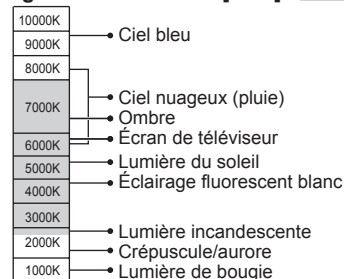 10000K
9000K
Ciel bleu
8000K
7000K
Ciel nuageux (pluie)
Ombre
6000K
Écran de téléviseur
5000K
Lumière du soleil
4000K
Éclairage fluorescent blanc
3000K
Lumière incandescente
2000K
Crépuscule/aurore
1000K
Lumière de bougie